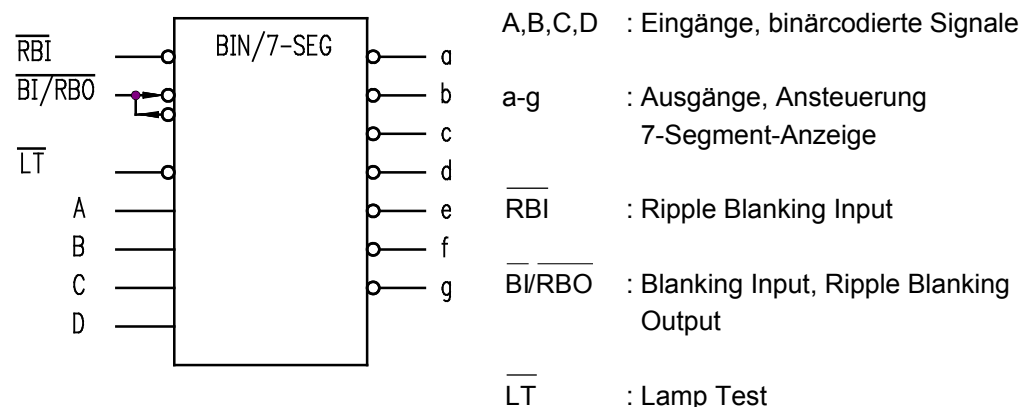 BIN/7-SEG
RBI
BI/RBO
LT
A
B
C
D
a
b
c
d
e
f
g
A,B,C,D : Eingänge, binärcodierte Signale
a-g : Ausgänge, Ansteuerung
7-Segment-Anzeige
RBI : Ripple Blanking Input
BI/RBO : Blanking Input, Ripple Blanking
Output
LT : Lamp Test